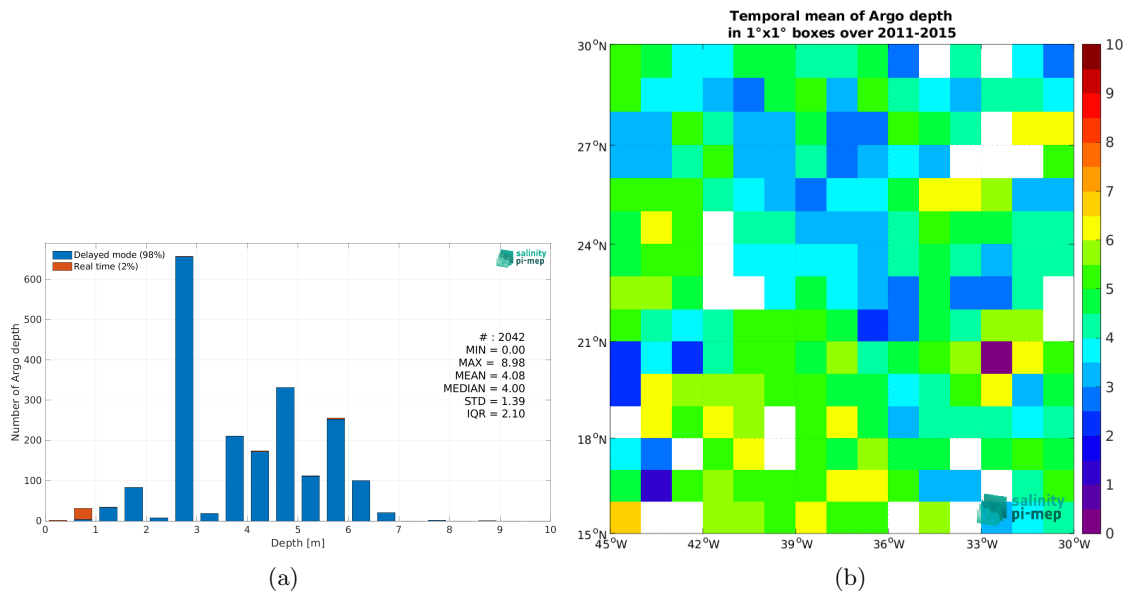 Delayed mode (98%)
Real time (2%)
salinity
pi-mep
# : 2042
MIN = 0.00
MAX = 8.98
MEAN = 4.08
MEDIAN = 4.00
STD = 1.39
IQR = 2.10
Number of Argo depth
600
500
400
300
200
100
0
0 1 2 3 4 5 6 7 8 9 10
Depth [m]
(a)
Temporal mean of Argo depth
in 1°x1° boxes over 2011-2015
30°N
27°N
24°N
21°N
18°N
15°N
45°W 42°W 39°W 36°W 33°W 30°W
salinity
pi-mep
10
9
8
7
6
5
4
3
2
1
0
(b)